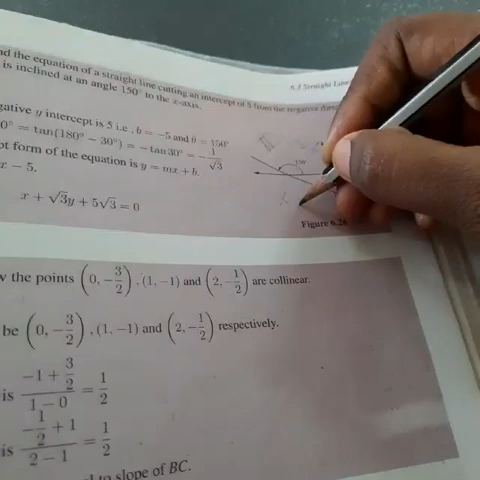 6.3 Straight Line
nd the equation of a straight line cutting an intercept of 5 from the negative
is inclined at an angle 150° to the x-axis.
gative y intercept is 5 i.e., b = −5 and θ = 150°
0° = tan(180° − 30°) = − tan 30° = −1/√3
pt form of the equation is y = mx + b.
x − 5.
150°
x + √3y + 5√3 = 0
Figure 6.26
w the points (0, −3/2), (1, −1) and (2, −1/2) are collinear.
be (0, −3/2), (1, −1) and (2, −1/2) respectively.
is (−1 + 3/2)/(1 − 0) = 1/2
is (−1/2 + 1)/(2 − 1) = 1/2
to slope of BC.